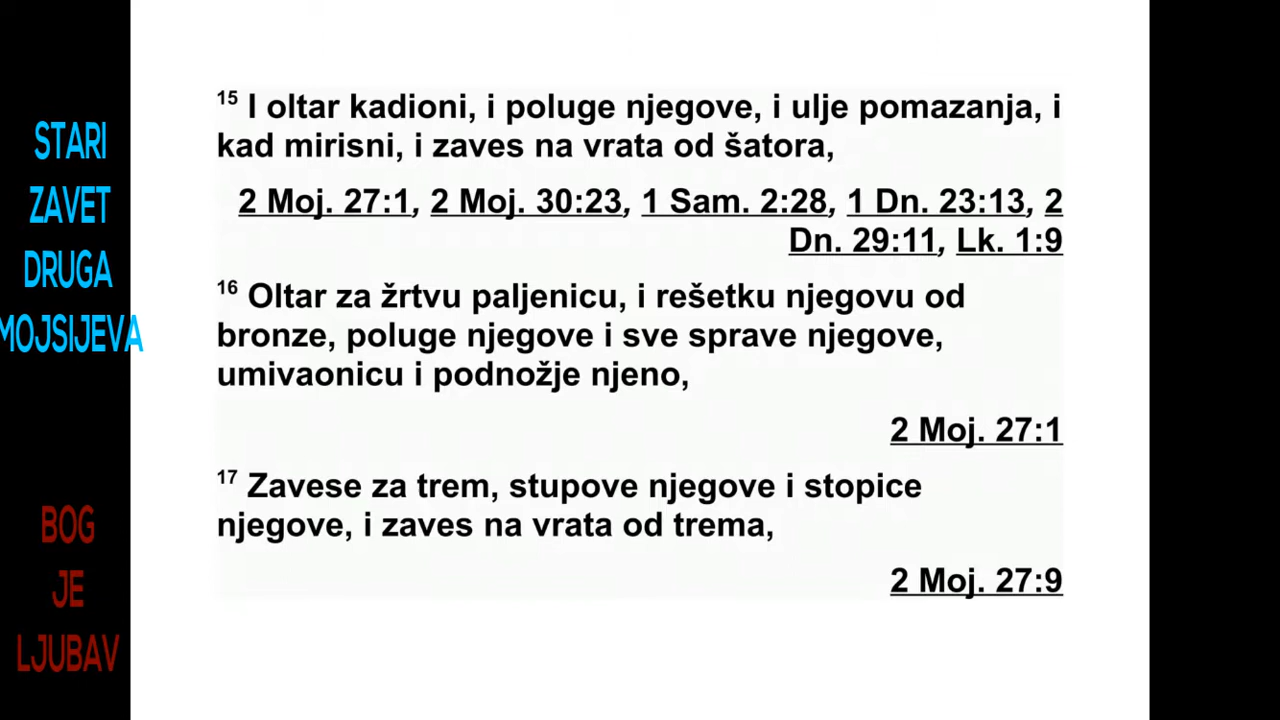 STARI
ZAVET
DRUGA
MOJSIJEVA
BOG
JE
LJUBAV
15 I oltar kadioni, i poluge njegove, i ulje pomazanja, i
kad mirisni, i zaves na vrata od šatora,
2 Moj. 27:1, 2 Moj. 30:23, 1 Sam. 2:28, 1 Dn. 23:13, 2
Dn. 29:11, Lk. 1:9
16 Oltar za žrtvu paljenicu, i rešetku njegovu od
bronze, poluge njegove i sve sprave njegove,
umivaonicu i podnožje njeno,
2 Moj. 27:1
17 Zavese za trem, stupove njegove i stopice
njegove, i zaves na vrata od trema,
2 Moj. 27:9